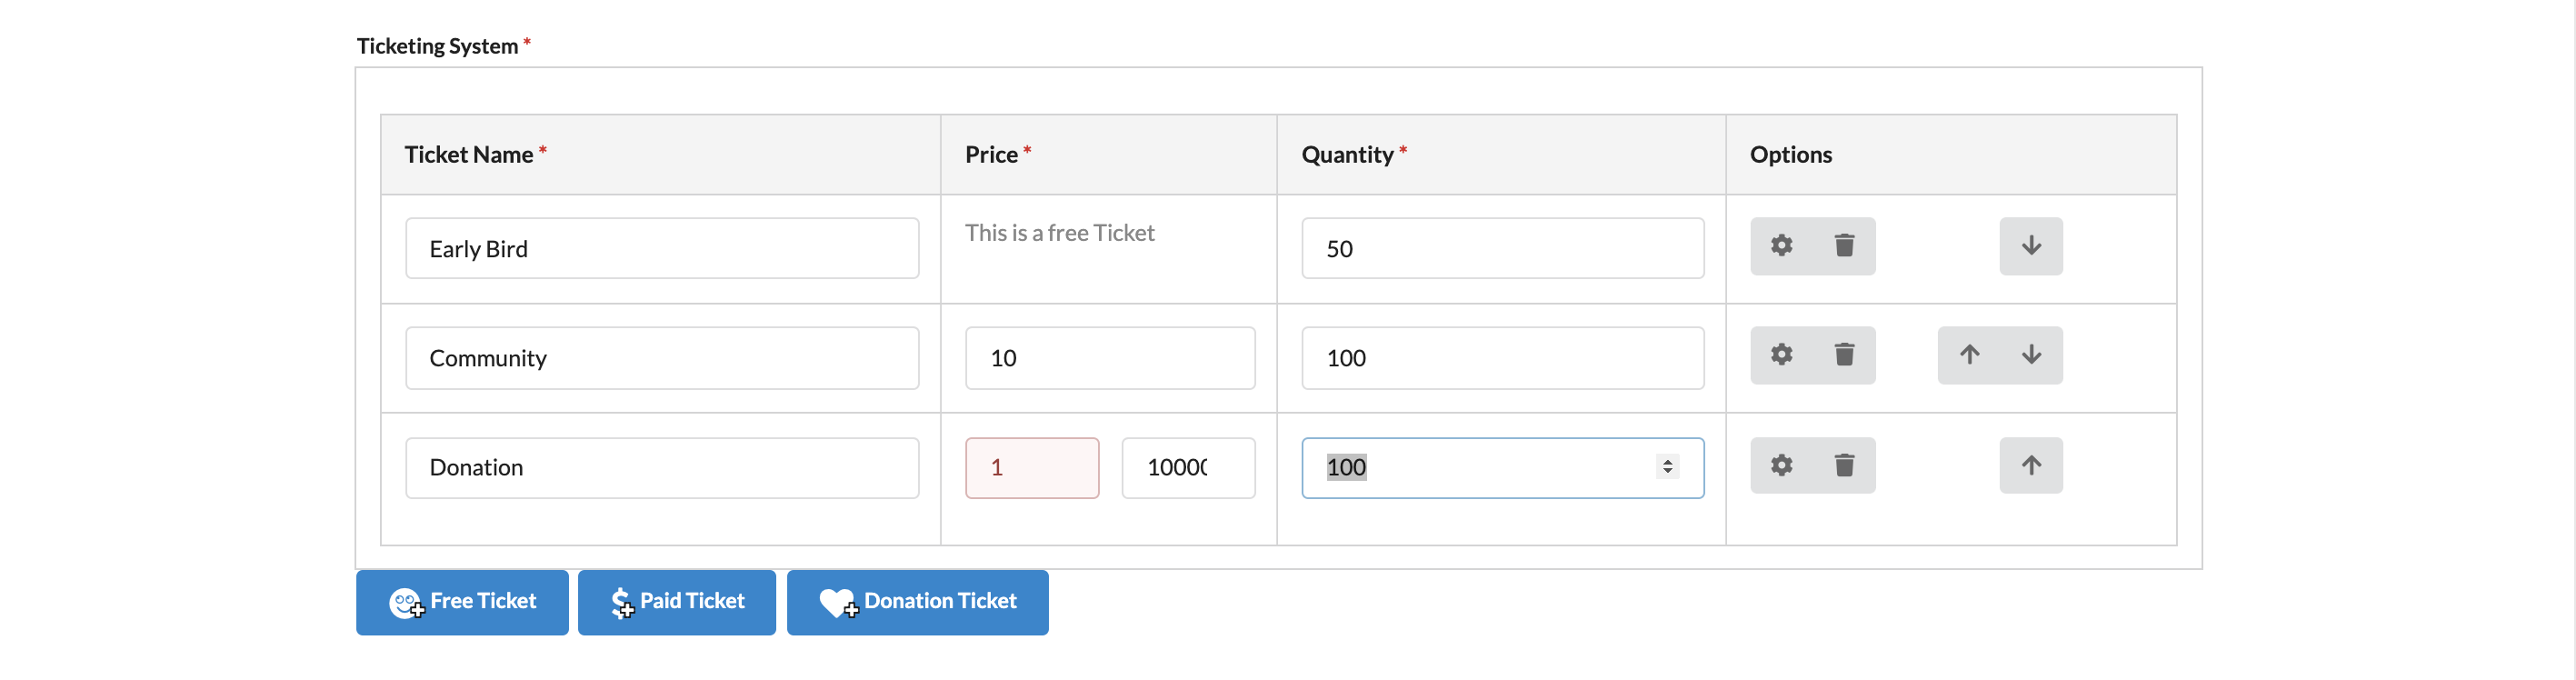 Ticketing System *
Ticket Name * Price * Quantity * Options
Early Bird This is a free Ticket 50
Community 10 100
Donation 1 10000 100
Free Ticket Paid Ticket Donation Ticket